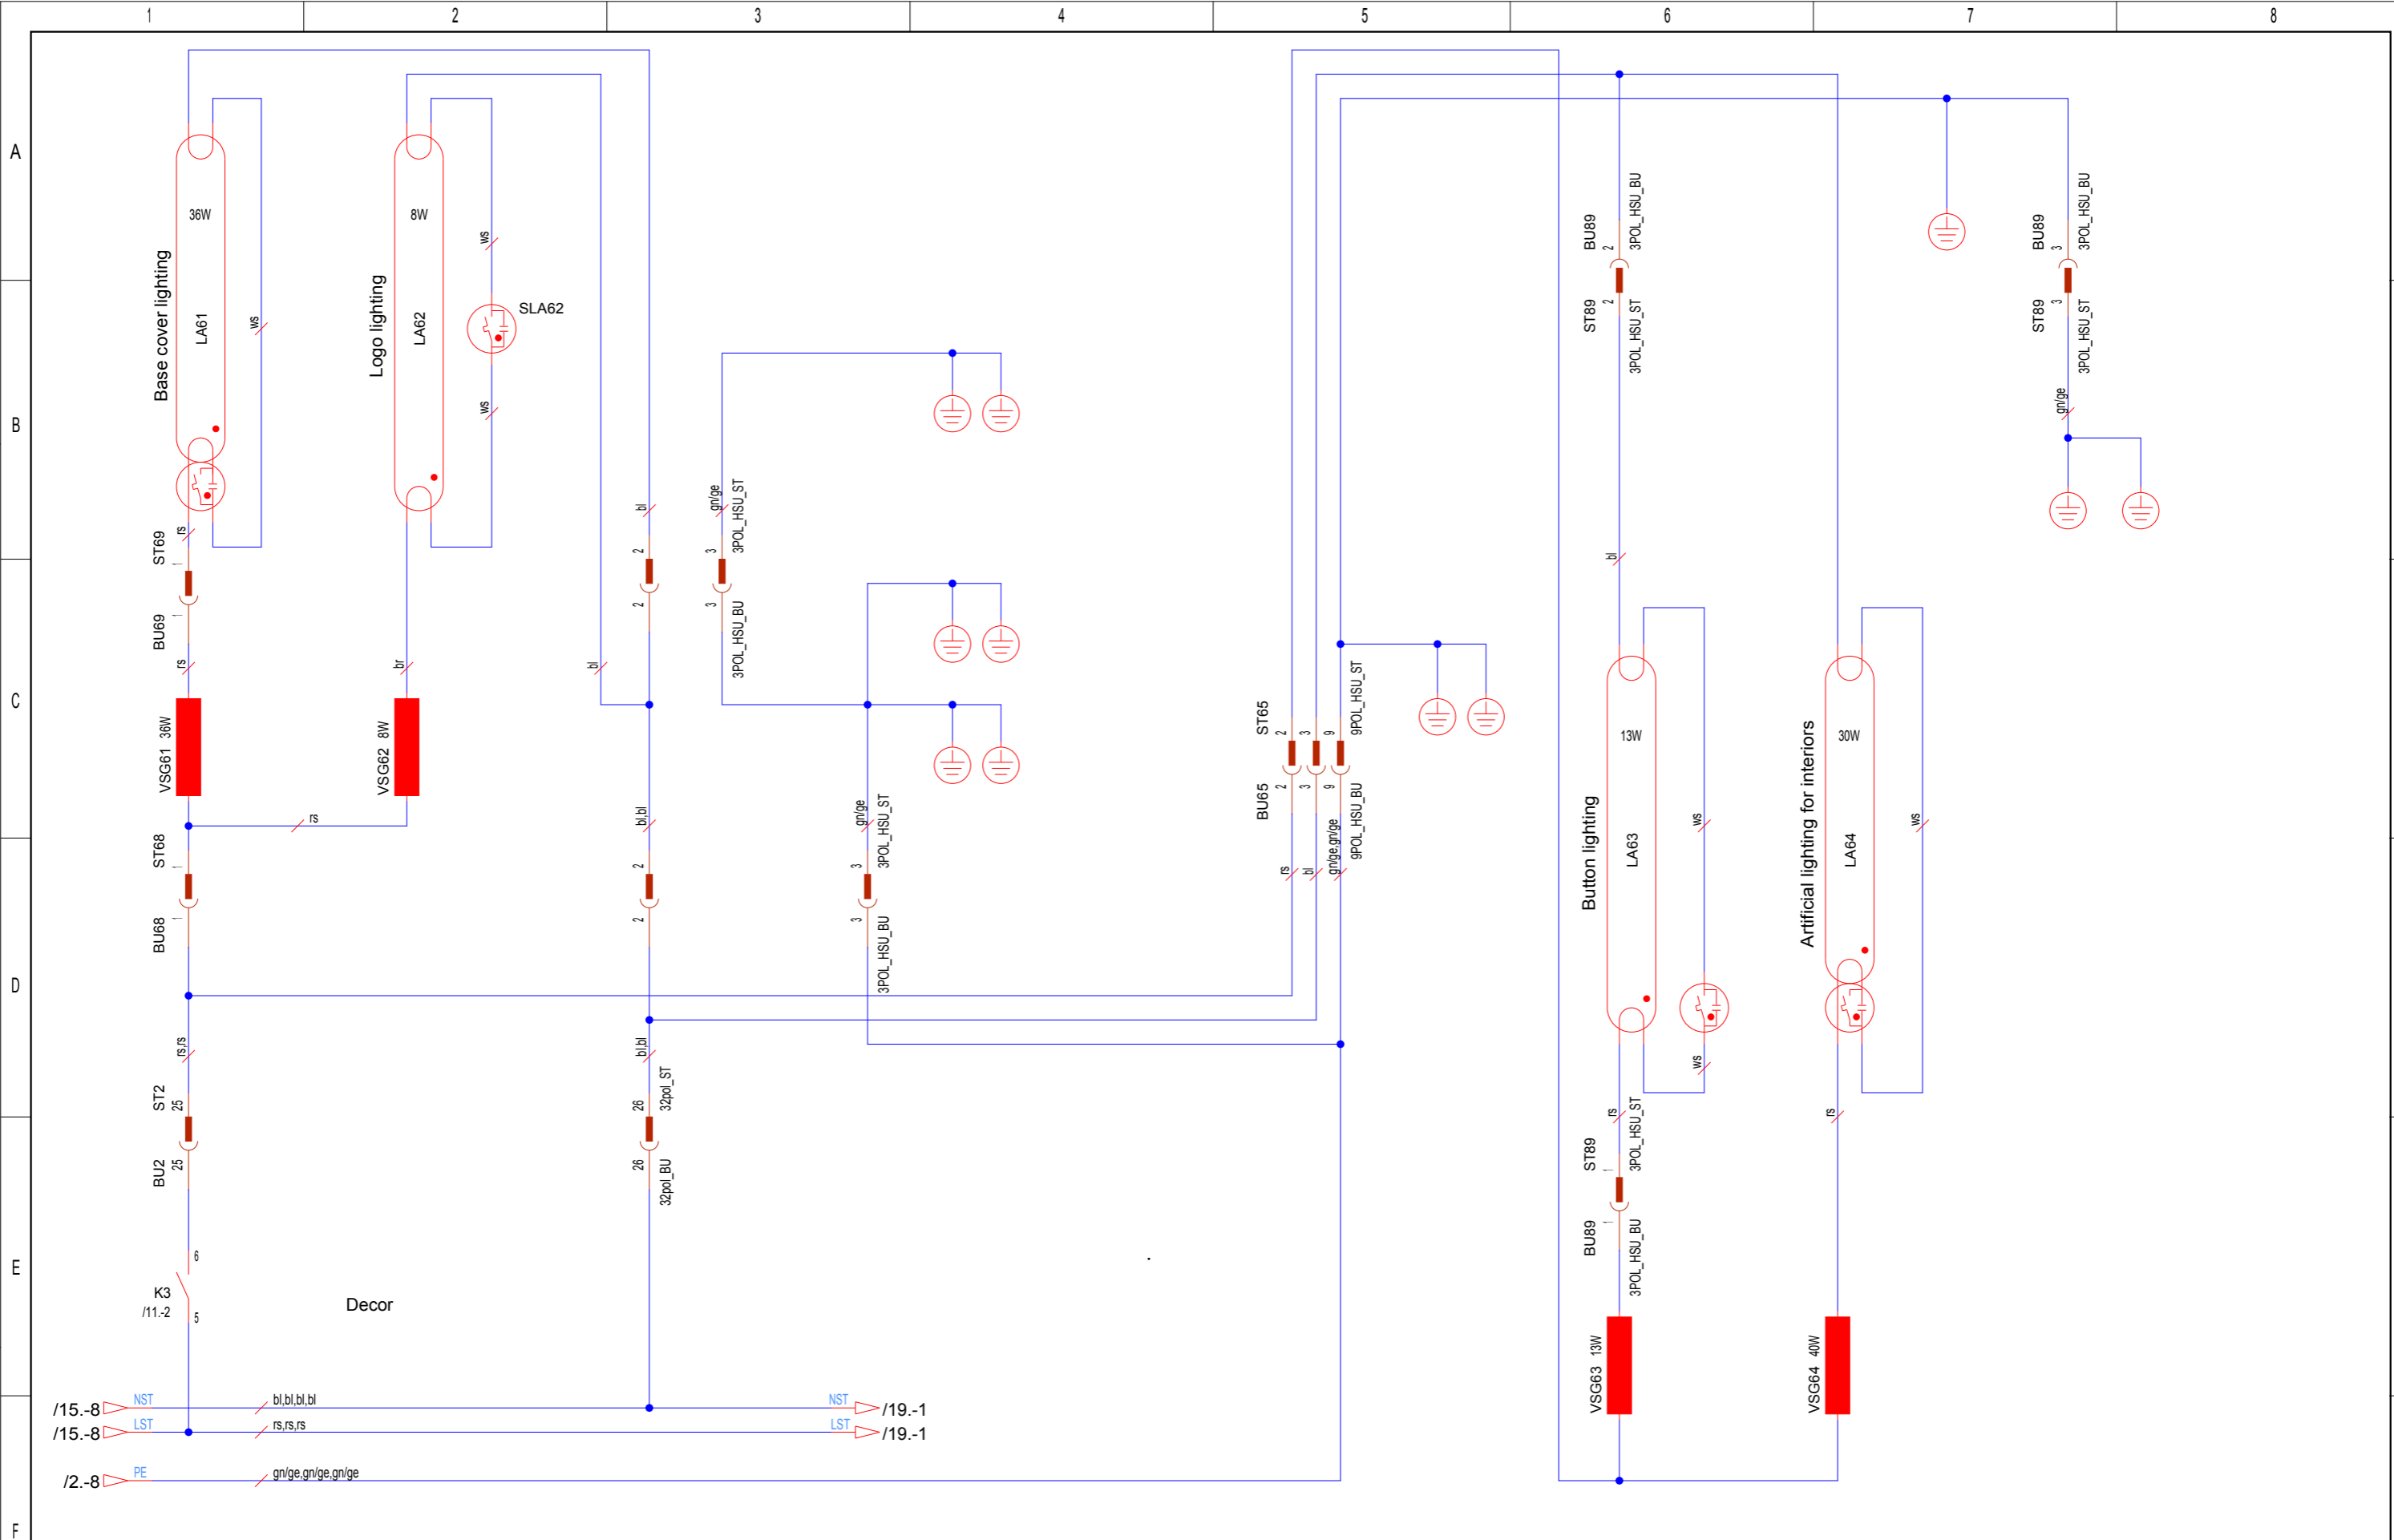 1 2 3 4 5 6 7 8
A
B
C
D
E
F
Base cover lighting
36W
LA61
ws
rs
ST69 1
BU69 1
rs
VSG61 36W
Logo lighting
8W
LA62
ws
SLA62
ws
br
VSG62 8W
rs
bl
bl
2
2
gn/ge
3
3POL_HSU_ST
3
3POL_HSU_BU
ST68 1
BU68 1
bl,bl
2
2
gn/ge
3
3POL_HSU_ST
3
3POL_HSU_BU
rs,rs
ST2 25
BU2 25
bl,bl
26
32pol_ST
26
32pol_BU
6
K3
/11.-2
5
Decor
/15.-8 NST bl,bl,bl,bl NST /19.-1
/15.-8 LST rs,rs,rs LST /19.-1
/2.-8 PE gn/ge,gn/ge,gn/ge
ST65 2 3 9 9POL_HSU_ST
BU65 2 3 9 9POL_HSU_BU
rs bl gn/ge,gn/ge
BU89 2 3POL_HSU_BU
ST89 2 3POL_HSU_ST
bl
Button lighting
13W
LA63
ws
ws
rs
ST89 1 3POL_HSU_ST
BU89 1 3POL_HSU_BU
VSG63 13W
Artificial lighting for interiors
30W
LA64
ws
rs
VSG64 40W
BU89 3 3POL_HSU_BU
ST89 3 3POL_HSU_ST
gn/ge